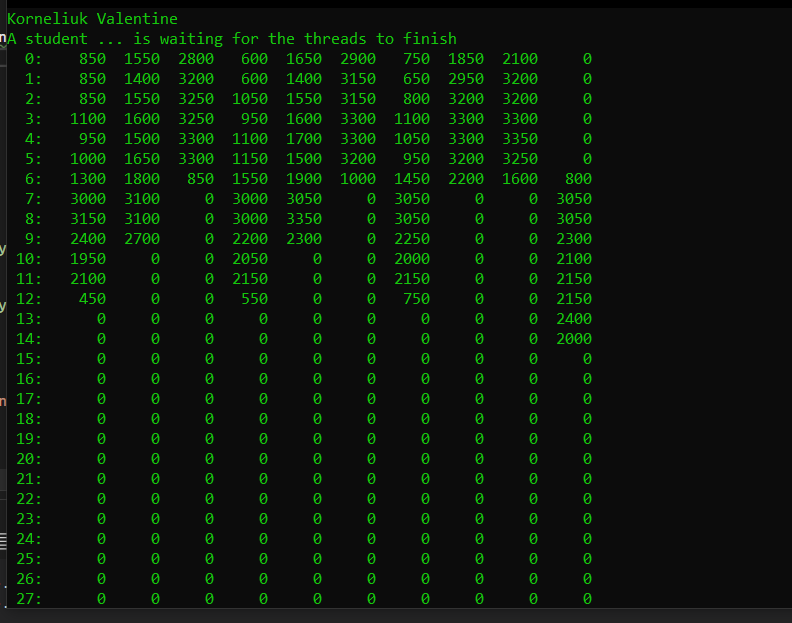 Korneliuk Valentine
A student ... is waiting for the threads to finish
0: 850 1550 2800 600 1650 2900 750 1850 2100 0
1: 850 1400 3200 600 1400 3150 650 2950 3200 0
2: 850 1550 3250 1050 1550 3150 800 3200 3200 0
3: 1100 1600 3250 950 1600 3300 1100 3300 3300 0
4: 950 1500 3300 1100 1700 3300 1050 3300 3350 0
5: 1000 1650 3300 1150 1500 3200 950 3200 3250 0
6: 1300 1800 850 1550 1900 1000 1450 2200 1600 800
7: 3000 3100 0 3000 3050 0 3050 0 0 3050
8: 3150 3100 0 3000 3350 0 3050 0 0 3050
9: 2400 2700 0 2200 2300 0 2250 0 0 2300
10: 1950 0 0 2050 0 0 2000 0 0 2100
11: 2100 0 0 2150 0 0 2150 0 0 2150
12: 450 0 0 550 0 0 750 0 0 2150
13: 0 0 0 0 0 0 0 0 0 2400
14: 0 0 0 0 0 0 0 0 0 2000
15: 0 0 0 0 0 0 0 0 0 0
16: 0 0 0 0 0 0 0 0 0 0
17: 0 0 0 0 0 0 0 0 0 0
18: 0 0 0 0 0 0 0 0 0 0
19: 0 0 0 0 0 0 0 0 0 0
20: 0 0 0 0 0 0 0 0 0 0
21: 0 0 0 0 0 0 0 0 0 0
22: 0 0 0 0 0 0 0 0 0 0
23: 0 0 0 0 0 0 0 0 0 0
24: 0 0 0 0 0 0 0 0 0 0
25: 0 0 0 0 0 0 0 0 0 0
26: 0 0 0 0 0 0 0 0 0 0
27: 0 0 0 0 0 0 0 0 0 0